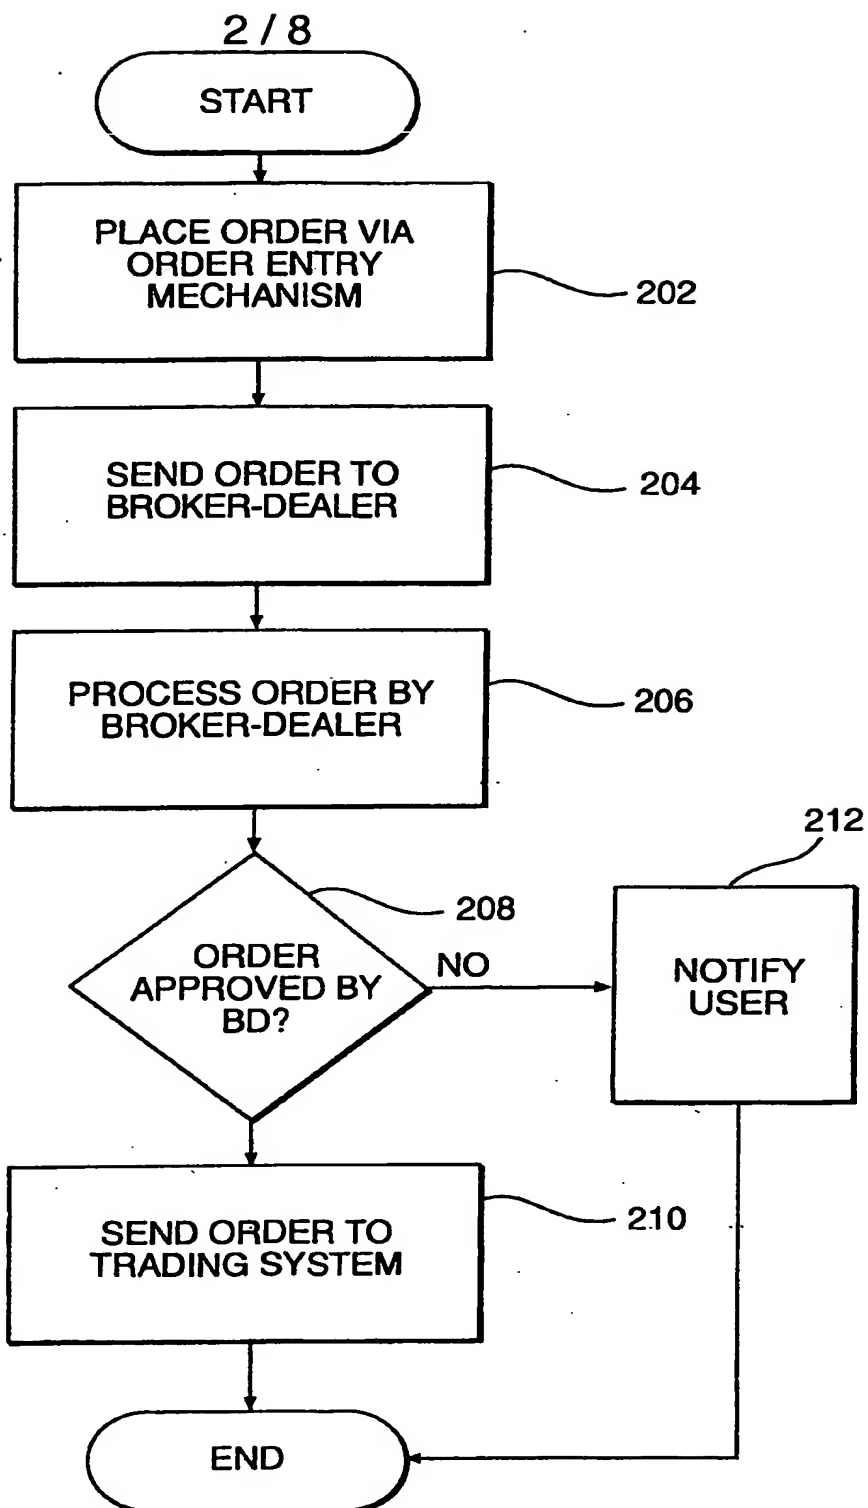 2 / 8
START
PLACE ORDER VIA
ORDER ENTRY
MECHANISM
202
SEND ORDER TO
BROKER-DEALER
204
PROCESS ORDER BY
BROKER-DEALER
206
212
208
ORDER
APPROVED BY
BD?
NO
NOTIFY
USER
SEND ORDER TO
TRADING SYSTEM
210
END